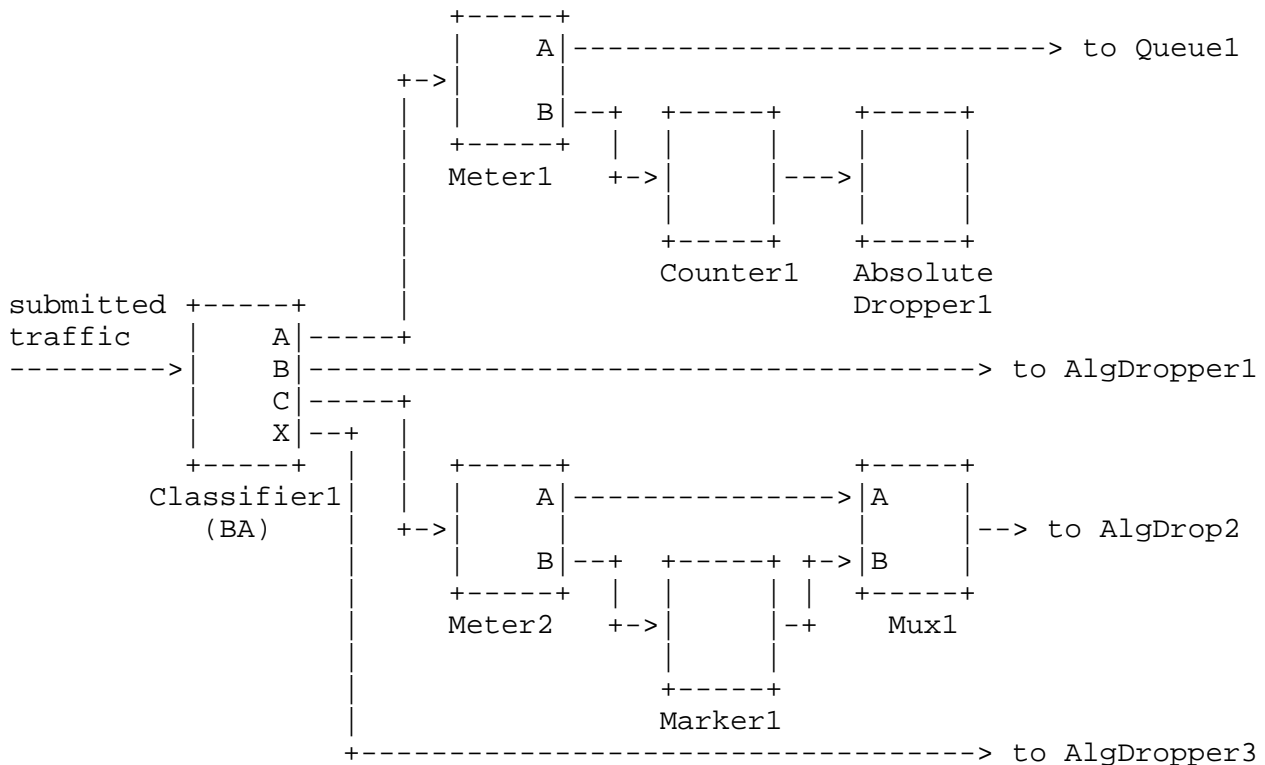 A to Queue1
B
Meter1
Counter1 Absolute
submitted Dropper1
traffic A
B to AlgDropper1
C
X
Classifier1 A A
(BA) to AlgDrop2
B B
Meter2 Mux1
Marker1
to AlgDropper3